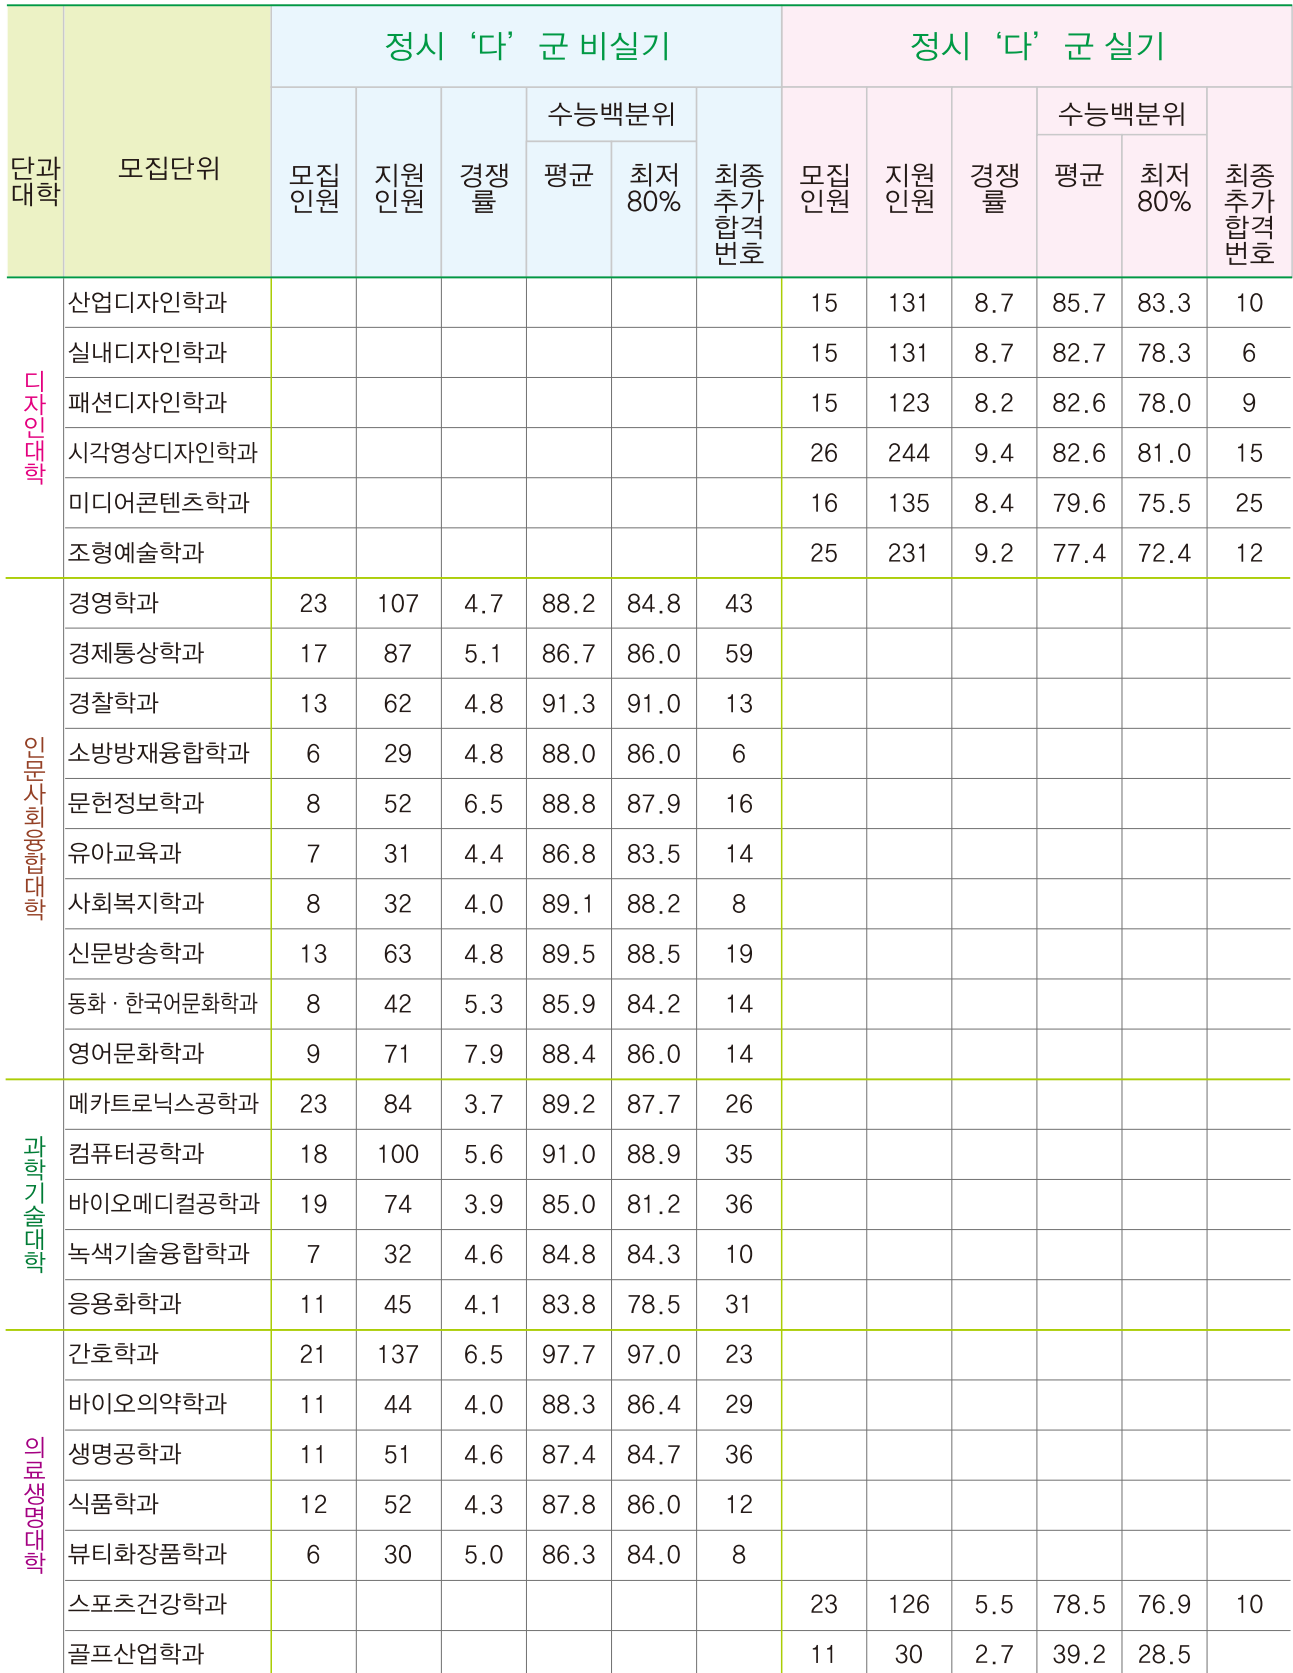 단과
대학
모집단위
정시 ‘다’ 군 비실기
정시 ‘다’ 군 실기
모집
인원
지원
인원
경쟁
률
수능백분위
평균
최저
80%
최종
추가
합격
번호
모집
인원
지원
인원
경쟁
률
수능백분위
평균
최저
80%
최종
추가
합격
번호
디자인대학
산업디자인학과 15 131 8.7 85.7 83.3 10
실내디자인학과 15 131 8.7 82.7 78.3 6
패션디자인학과 15 123 8.2 82.6 78.0 9
시각영상디자인학과 26 244 9.4 82.6 81.0 15
미디어콘텐츠학과 16 135 8.4 79.6 75.5 25
조형예술학과 25 231 9.2 77.4 72.4 12
인문사회융합대학
경영학과 23 107 4.7 88.2 84.8 43
경제통상학과 17 87 5.1 86.7 86.0 59
경찰학과 13 62 4.8 91.3 91.0 13
소방방재융합학과 6 29 4.8 88.0 86.0 6
문헌정보학과 8 52 6.5 88.8 87.9 16
유아교육과 7 31 4.4 86.8 83.5 14
사회복지학과 8 32 4.0 89.1 88.2 8
신문방송학과 13 63 4.8 89.5 88.5 19
동화·한국어문화학과 8 42 5.3 85.9 84.2 14
영어문화학과 9 71 7.9 88.4 86.0 14
과학기술대학
메카트로닉스공학과 23 84 3.7 89.2 87.7 26
컴퓨터공학과 18 100 5.6 91.0 88.9 35
바이오메디컬공학과 19 74 3.9 85.0 81.2 36
녹색기술융합학과 7 32 4.6 84.8 84.3 10
응용화학과 11 45 4.1 83.8 78.5 31
의료생명대학
간호학과 21 137 6.5 97.7 97.0 23
바이오의약학과 11 44 4.0 88.3 86.4 29
생명공학과 11 51 4.6 87.4 84.7 36
식품학과 12 52 4.3 87.8 86.0 12
뷰티화장품학과 6 30 5.0 86.3 84.0 8
스포츠건강학과 23 126 5.5 78.5 76.9 10
골프산업학과 11 30 2.7 39.2 28.5